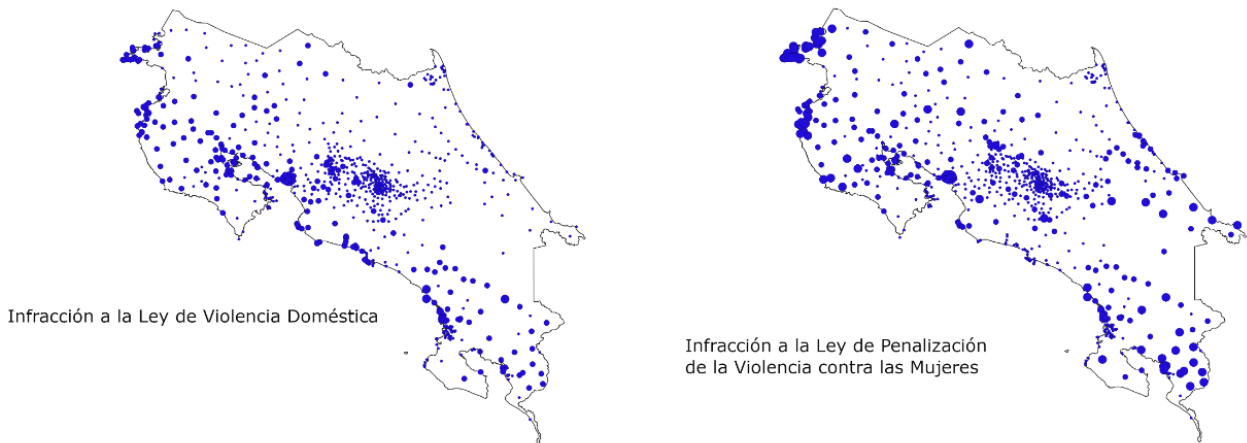 Infracción a la Ley de Violencia Doméstica
Infracción a la Ley de Penalización
de la Violencia contra las Mujeres